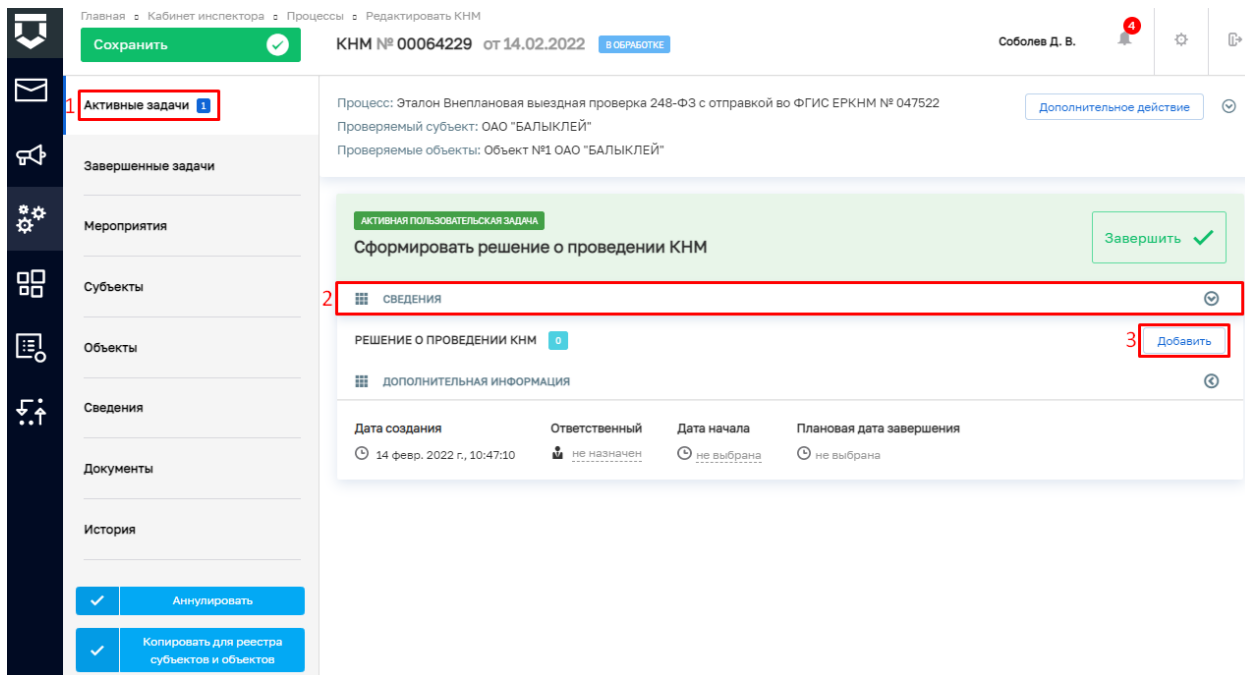 Главная Кабинет инспектора Процессы Редактировать КНМ
Сохранить
КНМ № 00064229 от 14.02.2022 В ОБРАБОТКЕ
Соболев Д. В.
4
1
Активные задачи 1
Завершенные задачи
Мероприятия
Субъекты
Объекты
Сведения
Документы
История
Аннулировать
Копировать для реестра
субъектов и объектов
Процесс: Эталон Внеплановая выездная проверка 248-ФЗ с отправкой во ФГИС ЕРКНМ № 047522
Дополнительное действие
Проверяемый субъект: ОАО "БАЛЫКЛЕЙ"
Проверяемые объекты: Объект №1 ОАО "БАЛЫКЛЕЙ"
АКТИВНАЯ ПОЛЬЗОВАТЕЛЬСКАЯ ЗАДАЧА
Сформировать решение о проведении КНМ
Завершить
2
СВЕДЕНИЯ
РЕШЕНИЕ О ПРОВЕДЕНИИ КНМ 0
3
Добавить
ДОПОЛНИТЕЛЬНАЯ ИНФОРМАЦИЯ
Дата создания Ответственный Дата начала Плановая дата завершения
14 февр. 2022 г., 10:47:10 не назначен не выбрана не выбрана